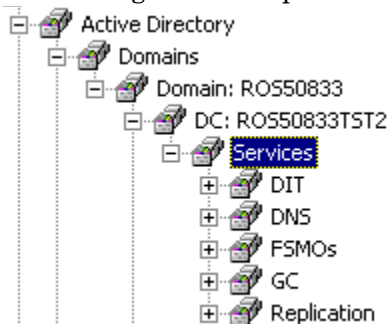 Active Directory
Domains
Domain: ROS50833
DC: ROS50833TST2
Services
DIT
DNS
FSMOs
GC
Replication